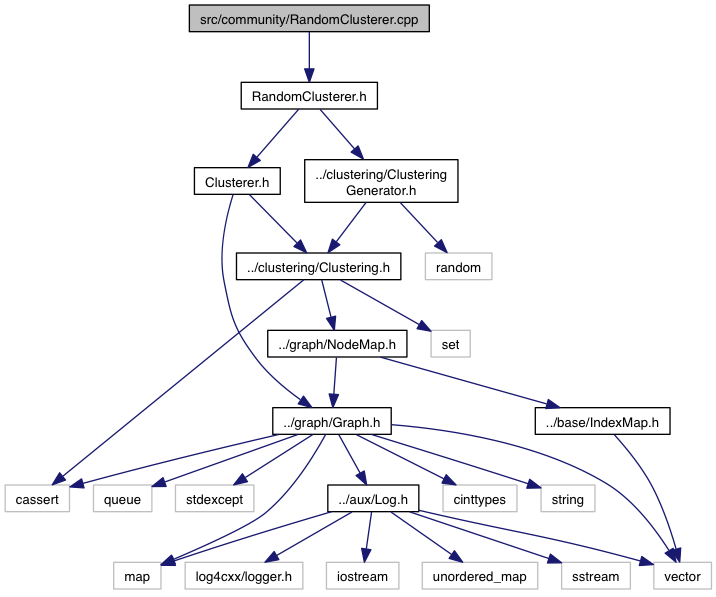 src/community/RandomClusterer.cpp
RandomClusterer.h
Clusterer.h
../clustering/Clustering
Generator.h
../clustering/Clustering.h
random
../graph/NodeMap.h
set
../graph/Graph.h
../base/IndexMap.h
cassert
queue
stdexcept
../aux/Log.h
cinttypes
string
map
log4cxx/logger.h
iostream
unordered_map
sstream
vector